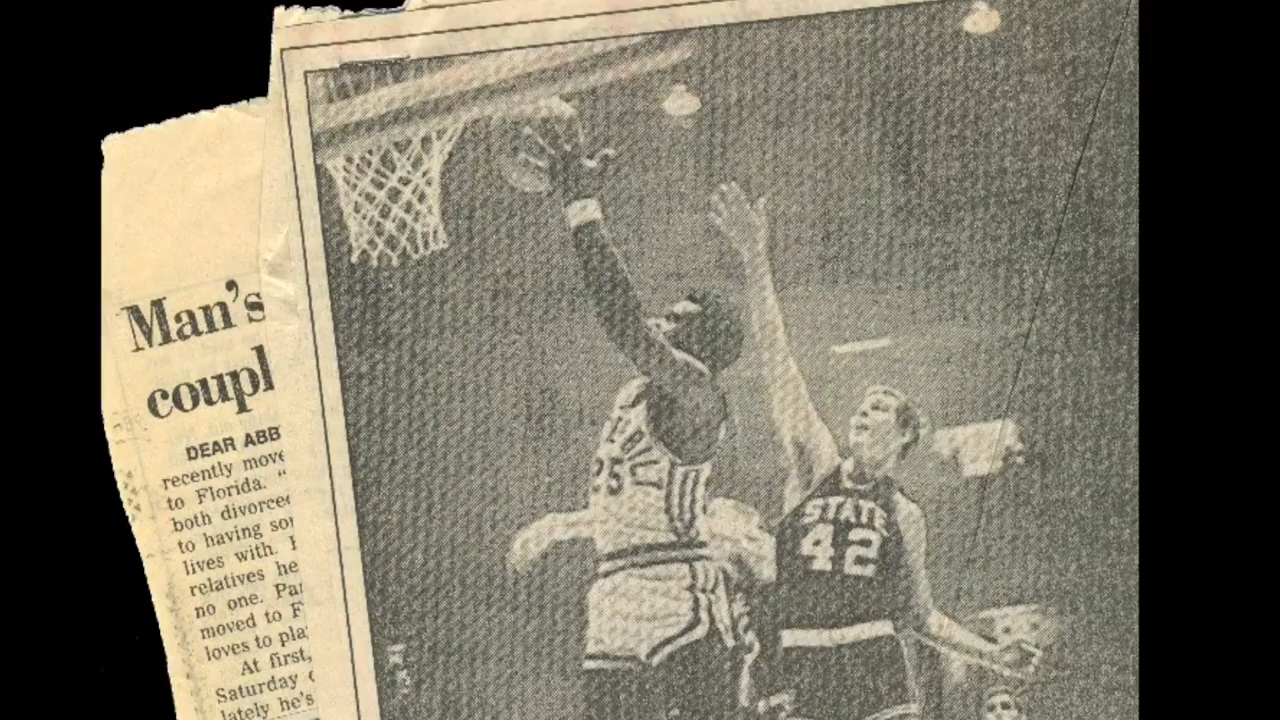 Man's
coupl
DEAR ABB
recently move
to Florida. "
both divorced
to having so
lives with. I
relatives he
no one. Pa
moved to F
loves to pla
At first,
Saturday
lately he's
25
STATE
42